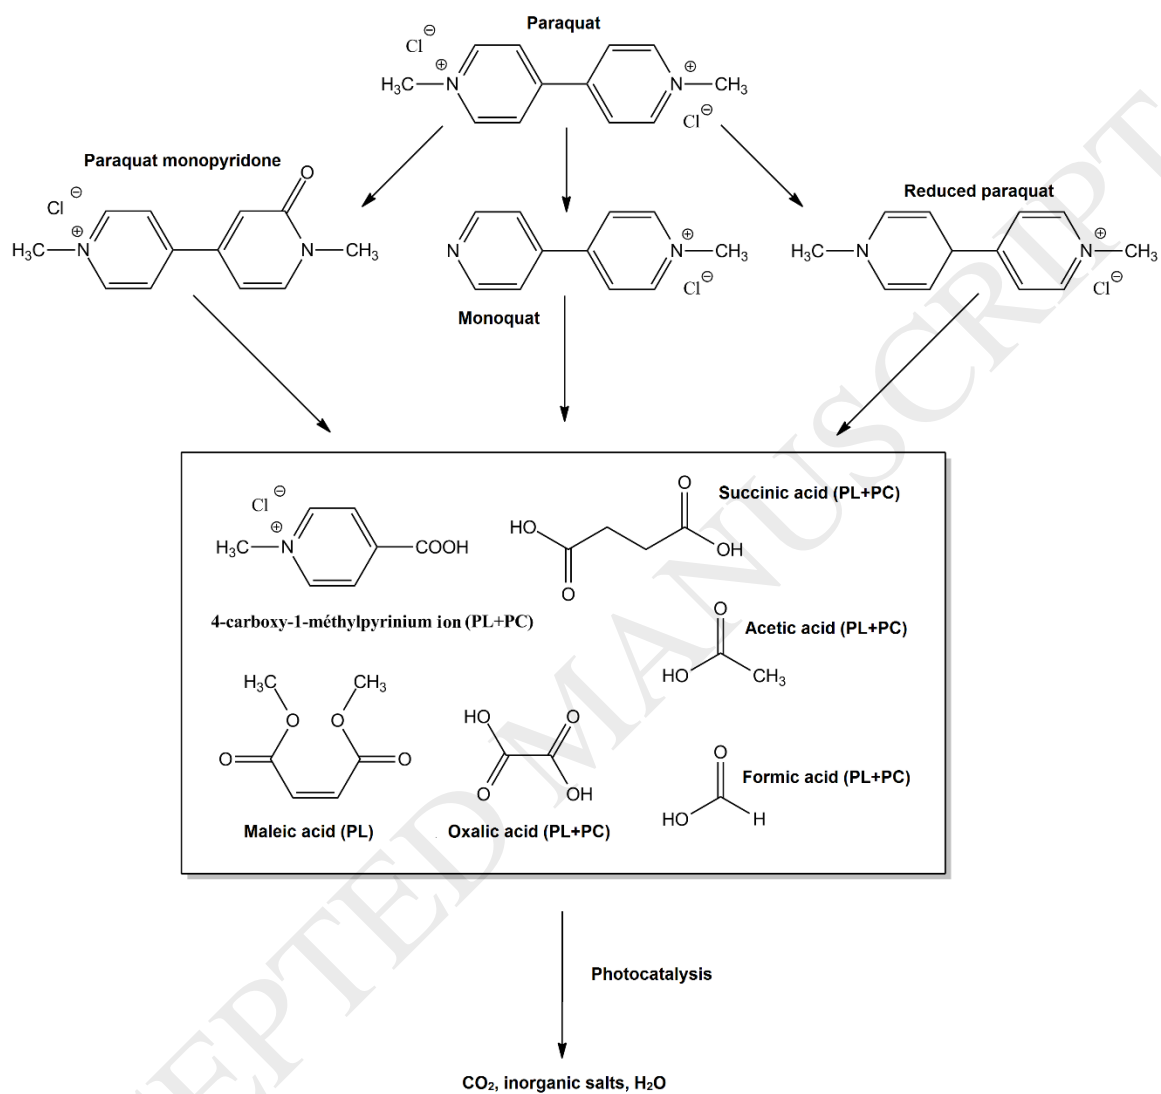 Paraquat
Cl ⊖
H₃C N ⊕ N ⊕ CH₃
Cl ⊖
Paraquat monopyridone
Cl ⊖
O
H₃C N ⊕ N CH₃
N N ⊕ CH₃
Cl ⊖
Monoquat
Reduced paraquat
H₃C N N ⊕ CH₃
Cl ⊖
Cl ⊖
H₃C N ⊕ COOH
4-carboxy-1-méthylpyrinium ion (PL+PC)
Succinic acid (PL+PC)
O
HO
OH
O
Acetic acid (PL+PC)
O
HO CH₃
H₃C CH₃
O O
O O
Maleic acid (PL)
HO O
O OH
Oxalic acid (PL+PC)
Formic acid (PL+PC)
O
HO H
Photocatalysis
CO₂, inorganic salts, H₂O
EPTED MANUSCRIPT